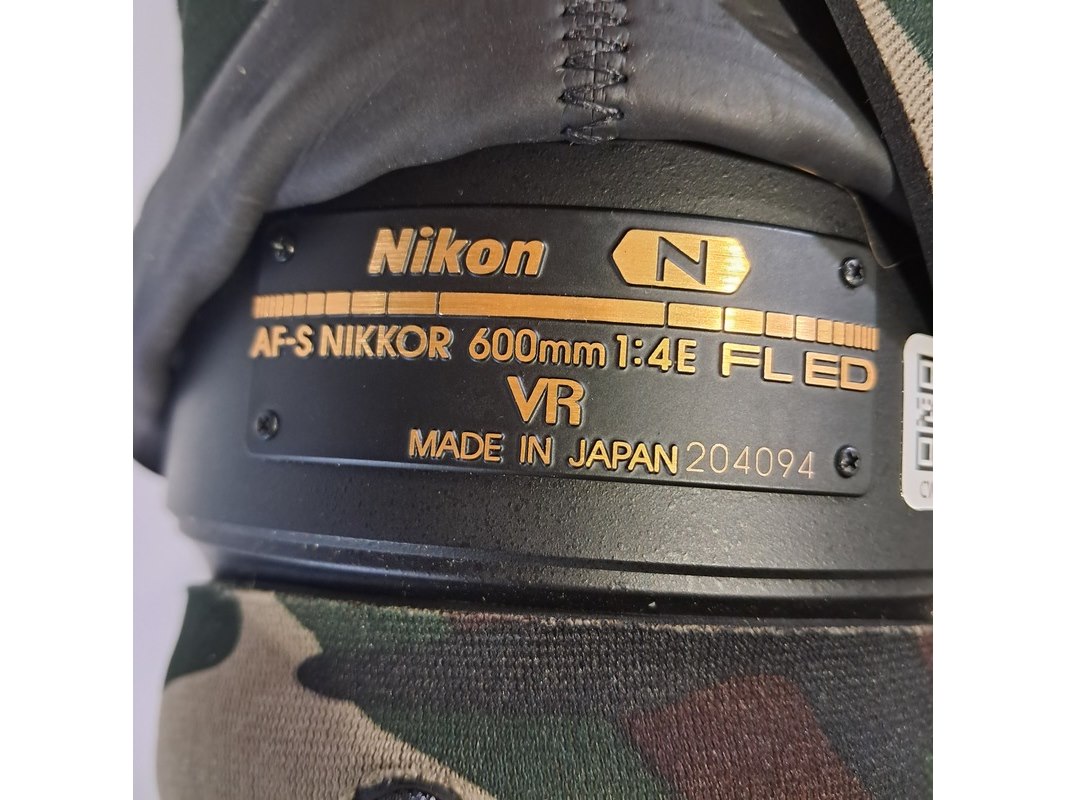 Nikon N
AF-S NIKKOR 600mm 1:4E FL ED
VR
MADE IN JAPAN 204094